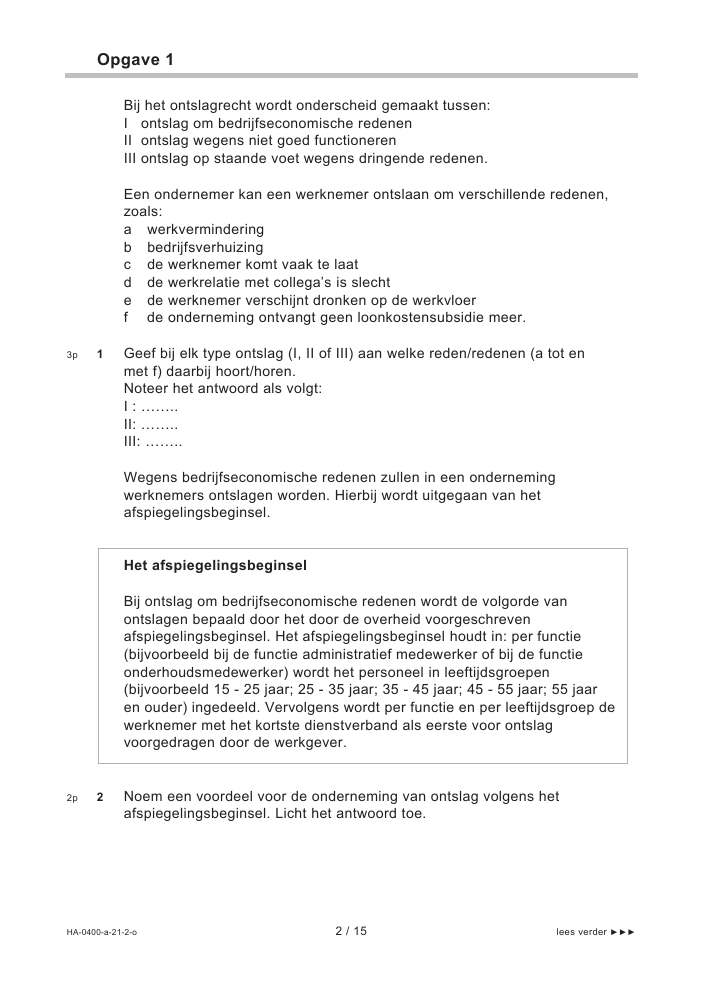 Opgave 1
Bij het ontslagrecht wordt onderscheid gemaakt tussen:
I ontslag om bedrijfseconomische redenen
II ontslag wegens niet goed functioneren
III ontslag op staande voet wegens dringende redenen.
Een ondernemer kan een werknemer ontslaan om verschillende redenen,
zoals:
a werkvermindering
b bedrijfsverhuizing
c de werknemer komt vaak te laat
d de werkrelatie met collega's is slecht
e de werknemer verschijnt dronken op de werkvloer
f de onderneming ontvangt geen loonkostensubsidie meer.
3p 1 Geef bij elk type ontslag (I, II of III) aan welke reden/redenen (a tot en
met f) daarbij hoort/horen.
Noteer het antwoord als volgt:
I : ……..
II: ……..
III: ……..
Wegens bedrijfseconomische redenen zullen in een onderneming
werknemers ontslagen worden. Hierbij wordt uitgegaan van het
afspiegelingsbeginsel.
Het afspiegelingsbeginsel
Bij ontslag om bedrijfseconomische redenen wordt de volgorde van
ontslagen bepaald door het door de overheid voorgeschreven
afspiegelingsbeginsel. Het afspiegelingsbeginsel houdt in: per functie
(bijvoorbeeld bij de functie administratief medewerker of bij de functie
onderhoudsmedewerker) wordt het personeel in leeftijdsgroepen
(bijvoorbeeld 15 - 25 jaar; 25 - 35 jaar; 35 - 45 jaar; 45 - 55 jaar; 55 jaar
en ouder) ingedeeld. Vervolgens wordt per functie en per leeftijdsgroep de
werknemer met het kortste dienstverband als eerste voor ontslag
voorgedragen door de werkgever.
2p 2 Noem een voordeel voor de onderneming van ontslag volgens het
afspiegelingsbeginsel. Licht het antwoord toe.
HA-0400-a-21-2-o 2 / 15 lees verder ►►►